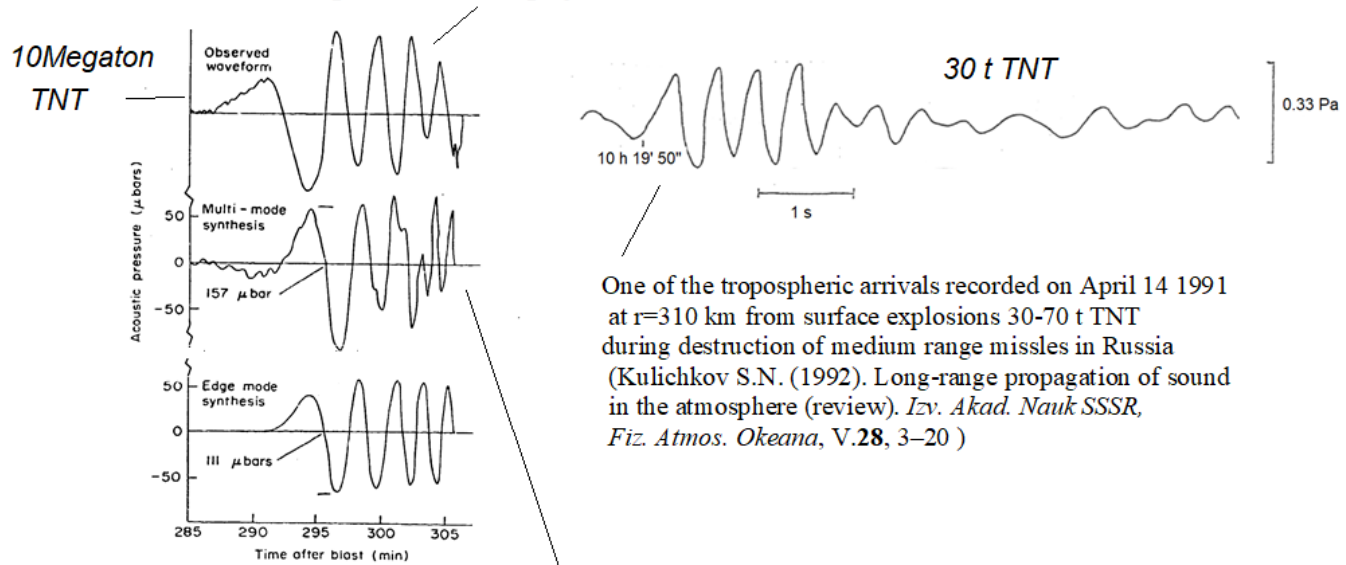 10Megaton
TNT
Observed
waveform
Acoustic pressure (μbars)
50
Multi-mode
synthesis
0
157 μbar
-50
50
Edge mode
synthesis
0
111 μbars
-50
285 290 295 300 305
Time after blast (min)
30 t TNT
0.33 Pa
10 h 19' 50"
1 s
One of the tropospheric arrivals recorded on April 14 1991
at r=310 km from surface explosions 30-70 t TNT
during destruction of medium range missles in Russia
(Kulichkov S.N. (1992). Long-range propagation of sound
in the atmosphere (review). Izv. Akad. Nauk SSSR,
Fiz. Atmos. Okeana, V.28, 3–20 )